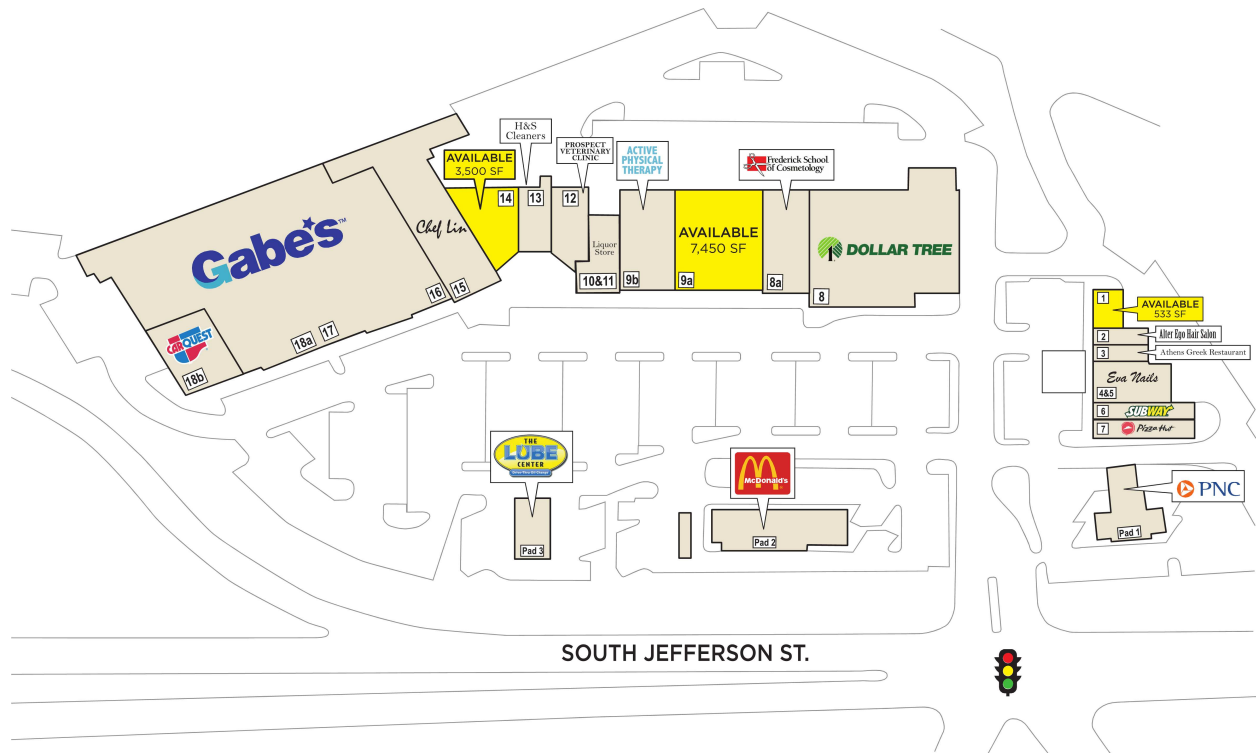 H&S
Cleaners
PROSPECT
VETERINARY
CLINIC
ACTIVE
PHYSICAL
THERAPY
Frederick School
of Cosmetology
AVAILABLE
3,500 SF
14
13
12
Gabe's™
Chef Lin
Liquor
Store
AVAILABLE
7,450 SF
DOLLAR TREE
10&11
9b
9a
8a
8
16
15
18a
17
CARQUEST
18b
1
AVAILABLE
533 SF
2
Alter Ego Hair Salon
3
Athens Greek Restaurant
Eva Nails
4&5
6
SUBWAY
7
Pizza Hut
THE
LUBE
CENTER
McDonald's
PNC
Pad 3
Pad 2
Pad 1
SOUTH JEFFERSON ST.